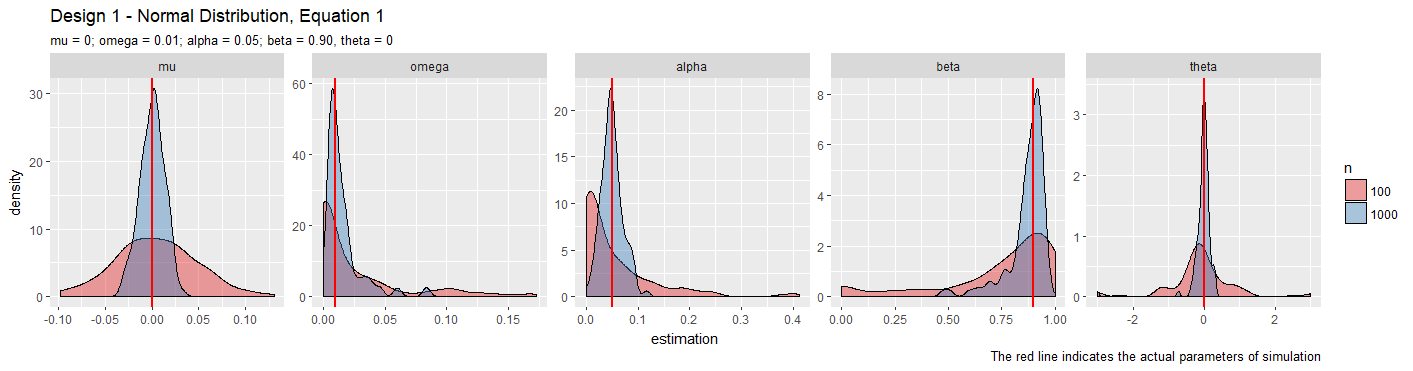 Design 1 - Normal Distribution, Equation 1
mu = 0; omega = 0.01; alpha = 0.05; beta = 0.90, theta = 0
mu omega alpha beta theta
density
30
20
10
0
60
40
20
0
20
15
10
5
0
8
6
4
2
0
3
2
1
0
-0.10 -0.05 0.00 0.05 0.10
0.00 0.05 0.10 0.15
0.0 0.1 0.2 0.3 0.4
0.00 0.25 0.50 0.75 1.00
-2 0 2
estimation
n
100
1000
The red line indicates the actual parameters of simulation